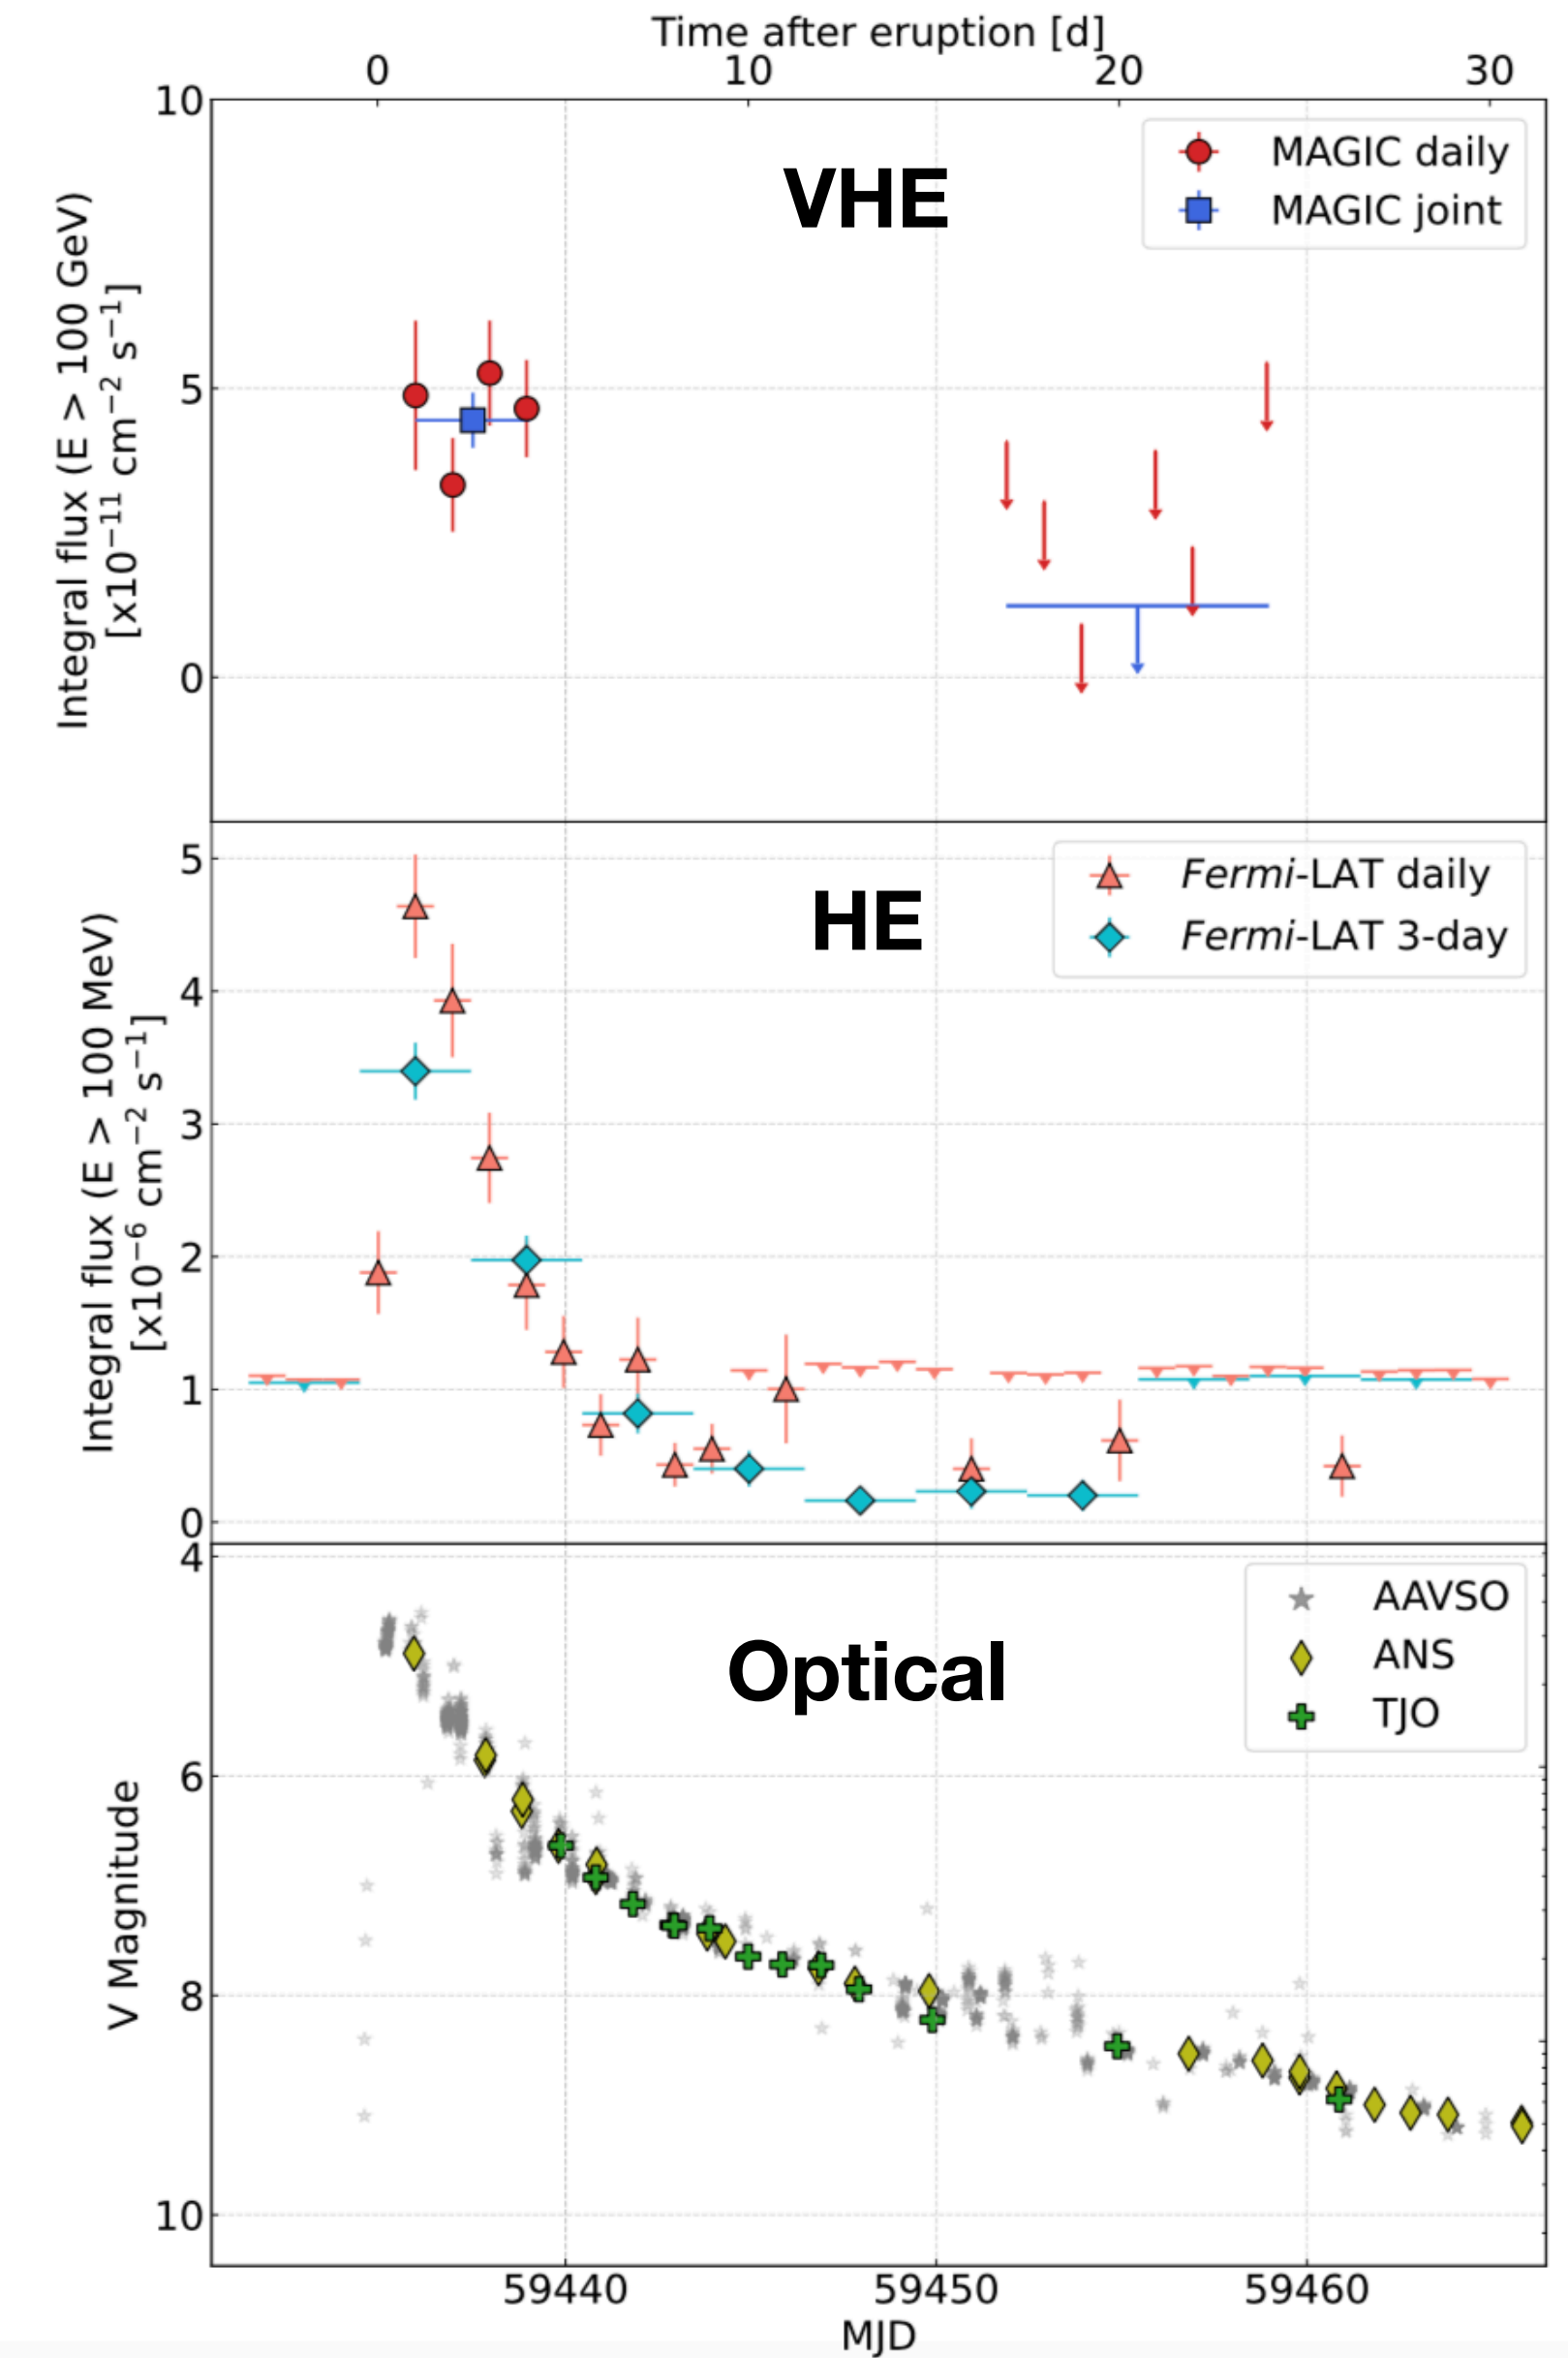 Time after eruption [d]
0 10 20 30
10
5
0
Integral flux (E > 100 GeV)
[x10⁻¹¹ cm⁻² s⁻¹]
VHE
MAGIC daily
MAGIC joint
5
4
3
2
1
0
Integral flux (E > 100 MeV)
[x10⁻⁶ cm⁻² s⁻¹]
HE
Fermi-LAT daily
Fermi-LAT 3-day
4
6
8
10
V Magnitude
Optical
AAVSO
ANS
TJO
59440 59450 59460
MJD